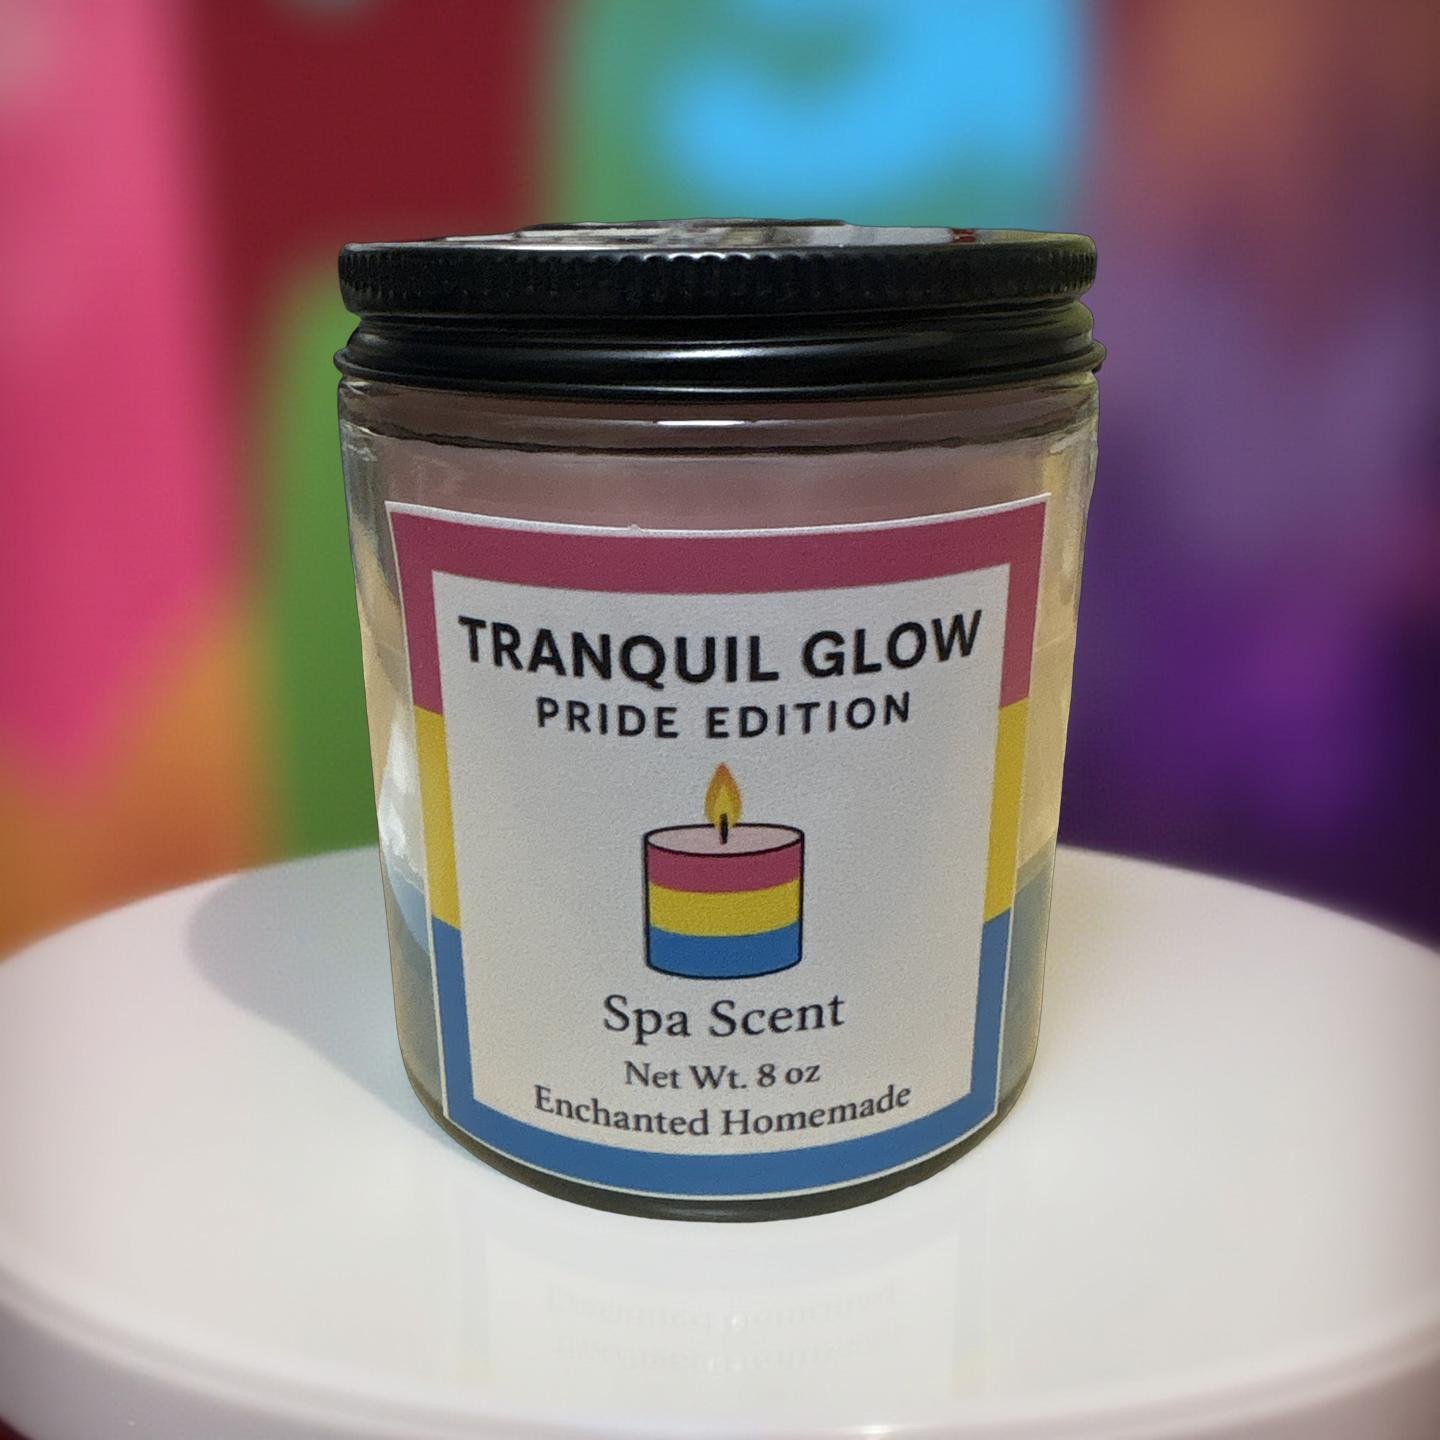 TRANQUIL GLOW
PRIDE EDITION
Spa Scent
Net Wt. 8 oz
Enchanted Homemade